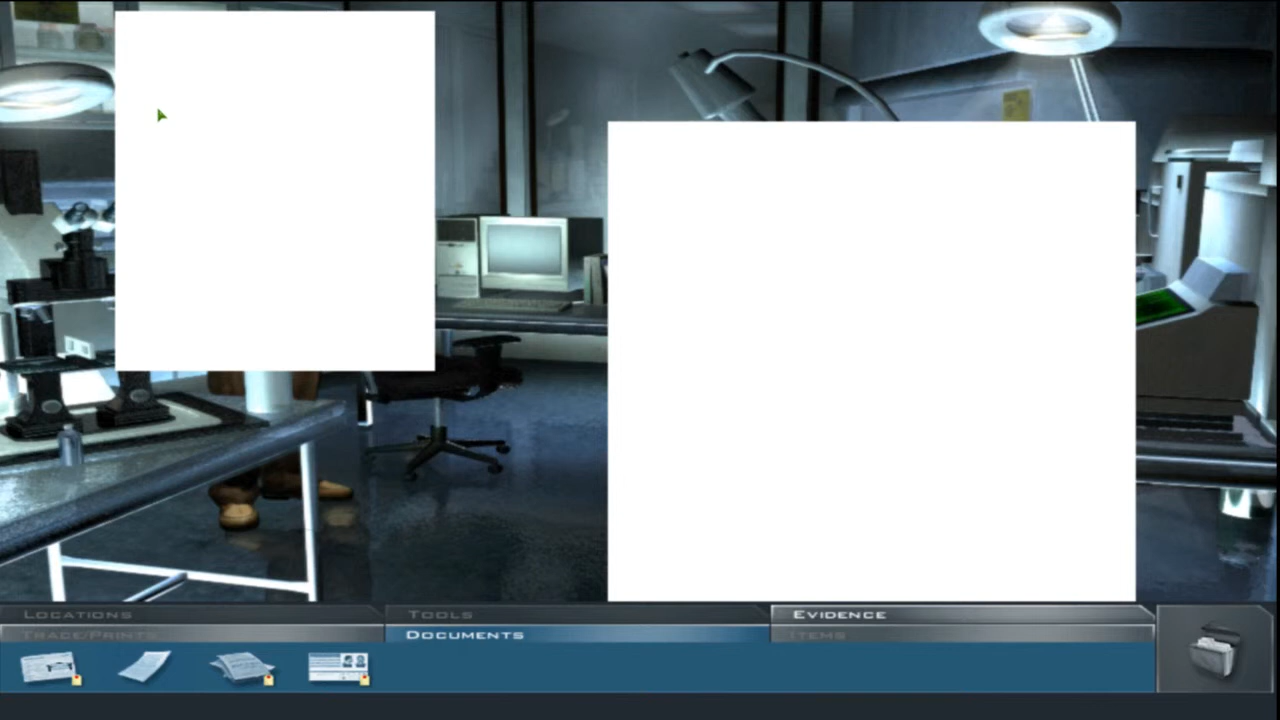 LOCATIONS
TOOLS
EVIDENCE
TRACE/PRINTS
DOCUMENTS
ITEMS